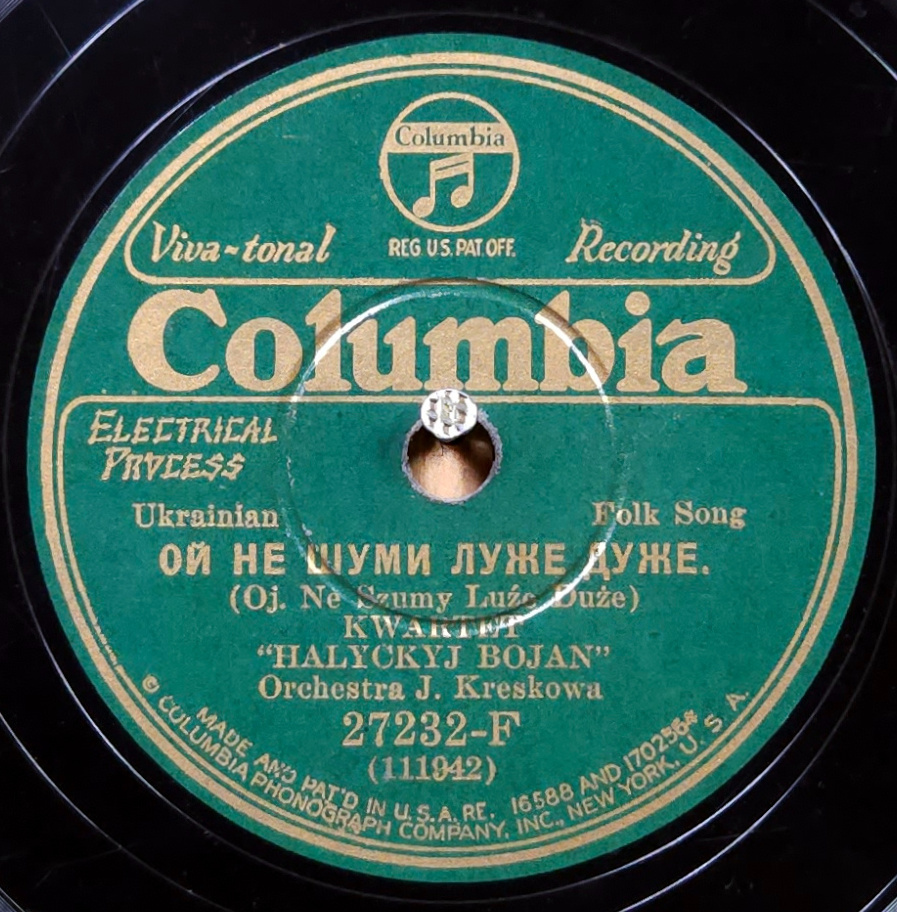 Columbia
REG. U.S. PAT. OFF.
Viva-tonal Recording
Columbia
ELECTRICAL
PROCESS
Ukrainian Folk Song
ОЙ НЕ ШУМИ ЛУЖЕ ДУЖЕ.
(Oj. Ne Szumy Luźe Duże)
KWARTET
“HALYCKYJ BOJAN”
Orchestra J. Kreskowa
27232-F
(111942)
MADE AND PAT'D IN U.S.A. RE. 16588 AND
COLUMBIA PHONOGRAPH COMPANY, INC., NEW YORK, U.S.A.